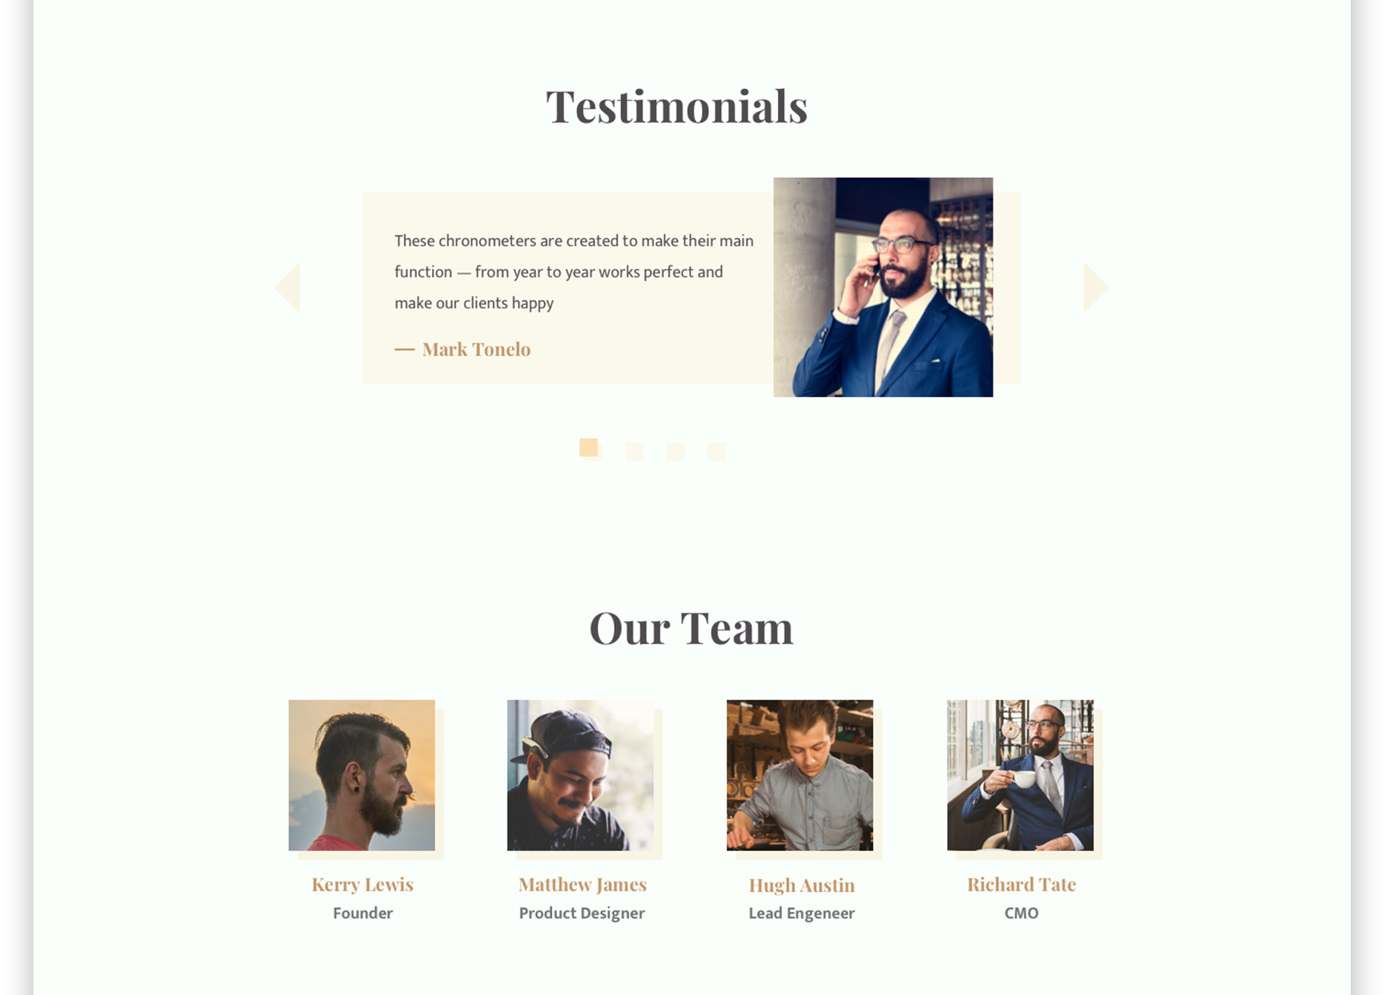 Testimonials
These chronometers are created to make their main
function — from year to year works perfect and
make our clients happy
— Mark Tonelo
Our Team
Kerry Lewis
Founder
Matthew James
Product Designer
Hugh Austin
Lead Engeneer
Richard Tate
CMO